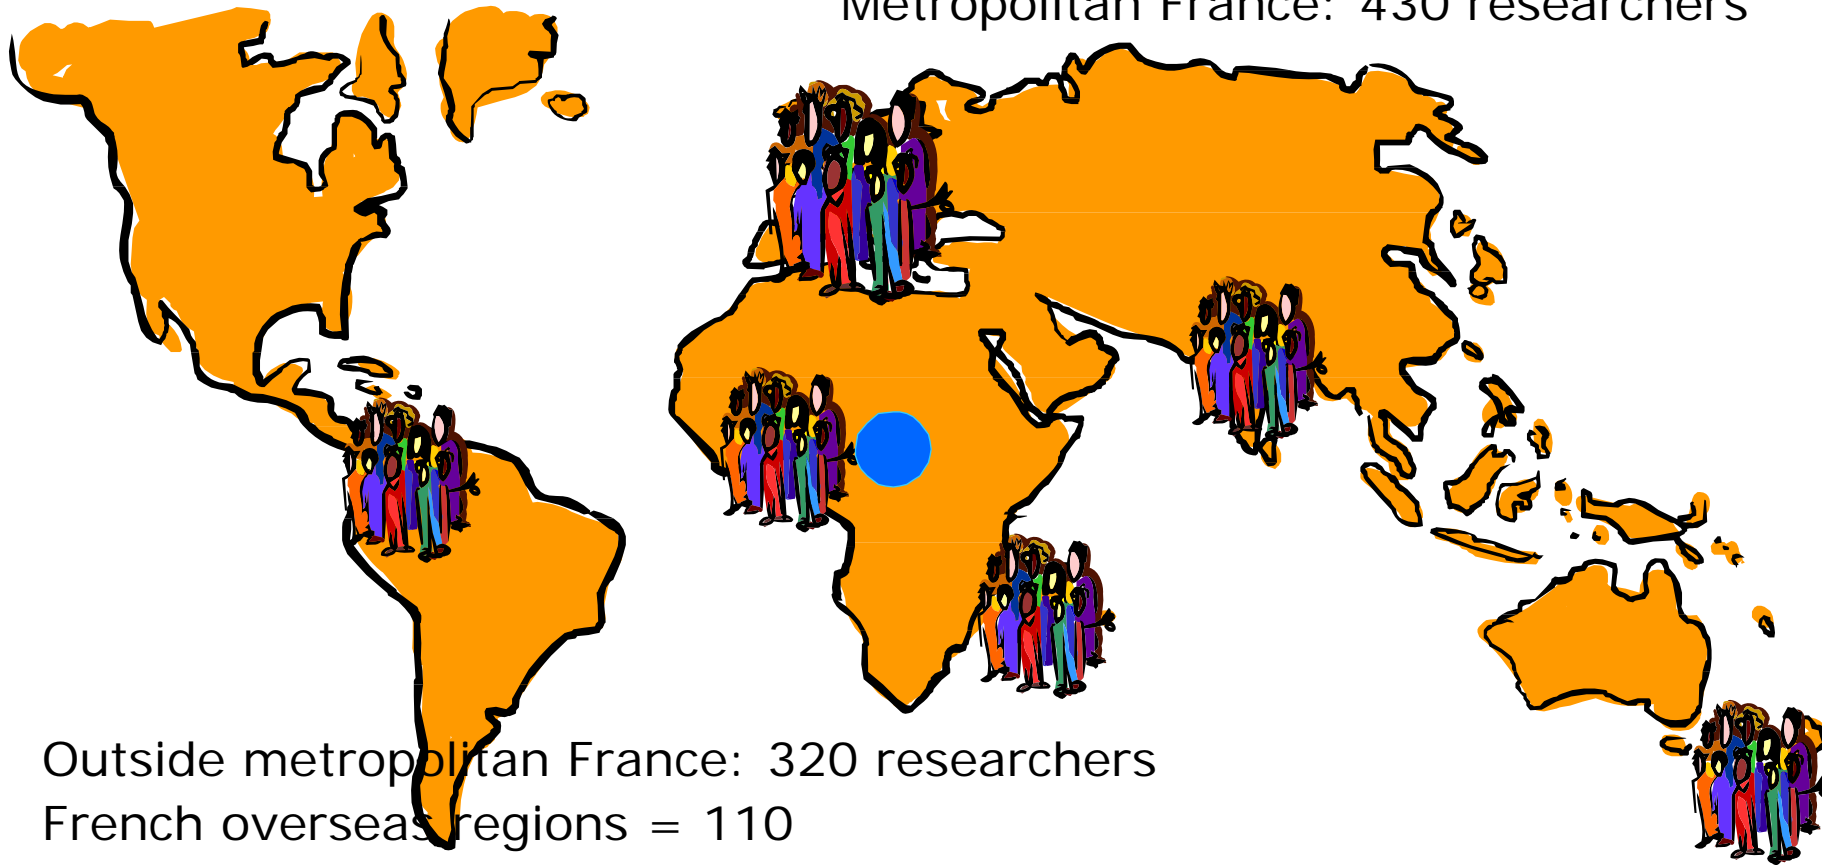 Metropolitan France: 430 researchers
Outside metropolitan France: 320 researchers
French overseas regions = 110